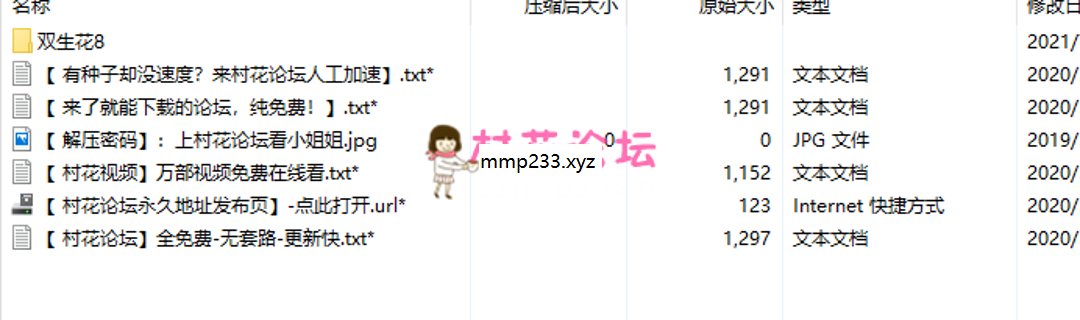 名称 压缩后大小 原始大小 类型 修改日
双生花8 2021/
【 有种子却没速度？来村花论坛人工加速】.txt* 1,291 文本文档 2020/
【 来了就能下载的论坛，纯免费！】.txt* 1,291 文本文档 2020/
【 解压密码】：上村花论坛看小姐姐.jpg 0 0 JPG 文件 2019/
村花论坛
mmp233.xyz
【 村花视频】万部视频免费在线看.txt* 1,152 文本文档 2020/
【 村花论坛永久地址发布页】-点此打开.url* 123 Internet 快捷方式 2020/
【 村花论坛】全免费-无套路-更新快.txt* 1,297 文本文档 2020/